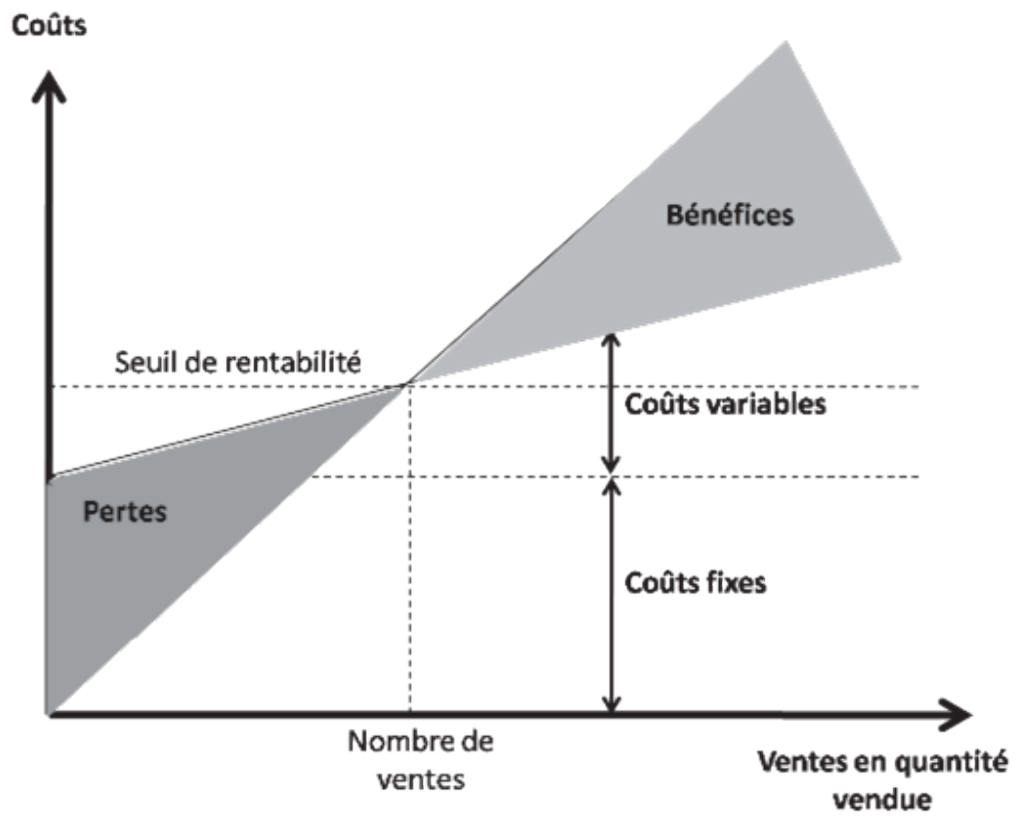 Coûts
Bénéfices
Seuil de rentabilité
Coûts variables
Pertes
Coûts fixes
Nombre de
ventes
Ventes en quantité
vendue